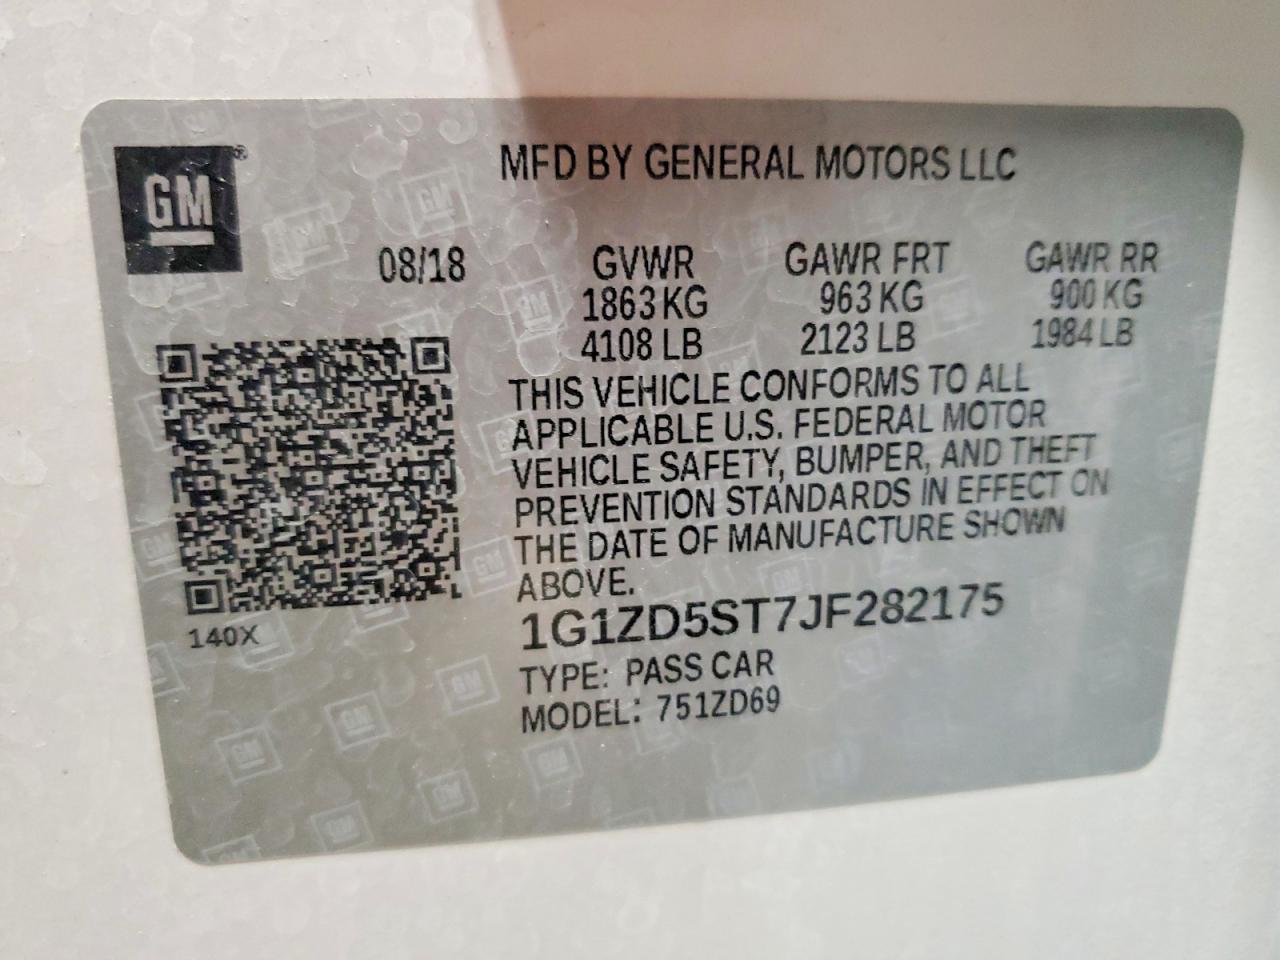 GM ®
MFD BY GENERAL MOTORS LLC
08/18 GVWR GAWR FRT GAWR RR
1863 KG 963 KG 900 KG
4108 LB 2123 LB 1984 LB
THIS VEHICLE CONFORMS TO ALL
APPLICABLE U.S. FEDERAL MOTOR
VEHICLE SAFETY, BUMPER, AND THEFT
PREVENTION STANDARDS IN EFFECT ON
THE DATE OF MANUFACTURE SHOWN
ABOVE.
1G1ZD5ST7JF282175
140X
TYPE: PASS CAR
MODEL: 751ZD69